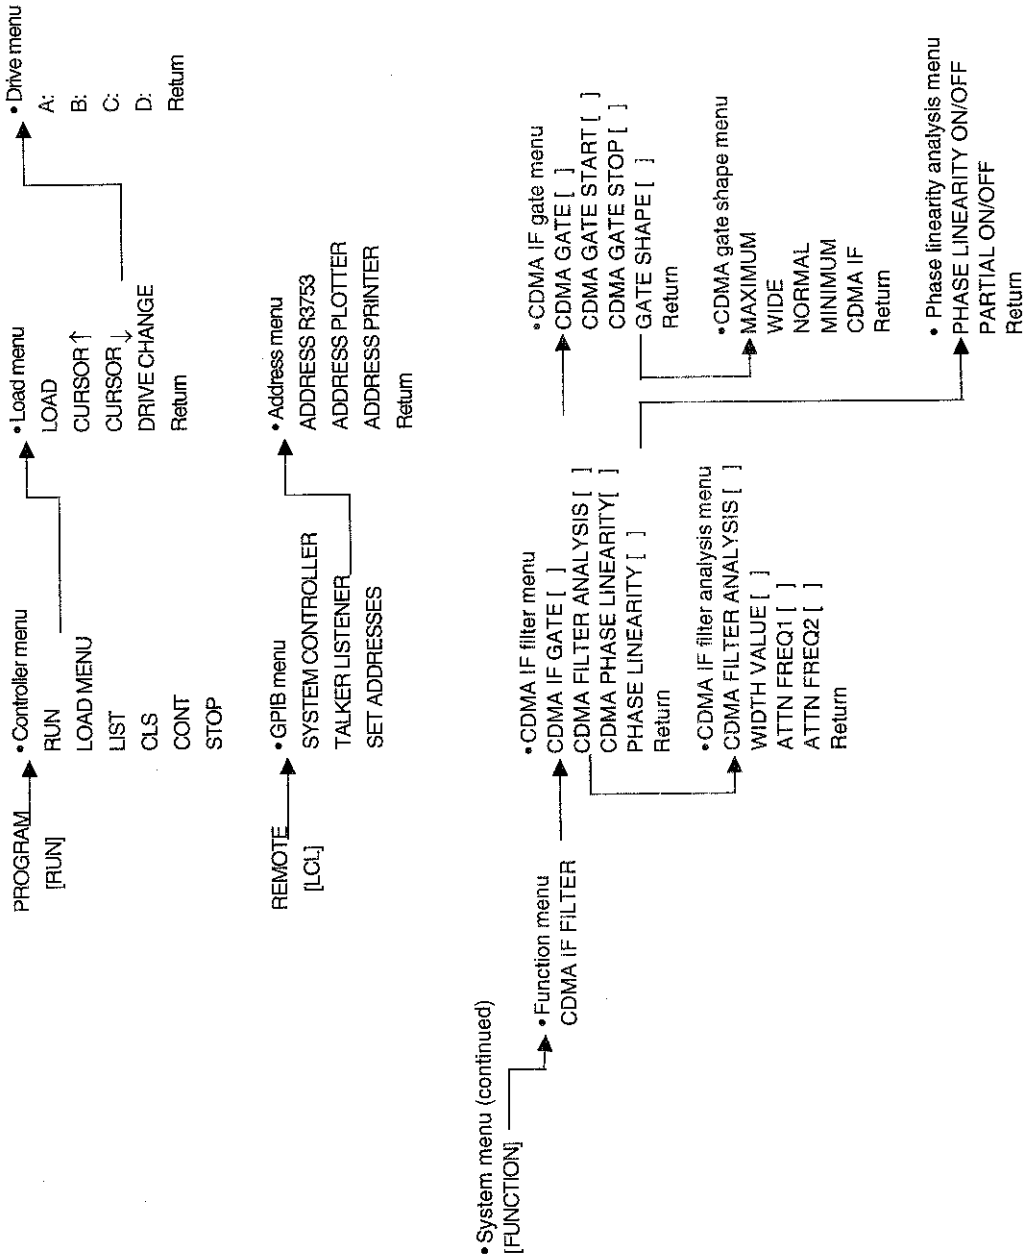 PROGRAM
[RUN]
• Controller menu
RUN
LOAD MENU
LIST
CLS
CONT
STOP
• Load menu
LOAD
CURSOR ↑
CURSOR ↓
DRIVE CHANGE
Return
• Drive menu
A:
B:
C:
D:
Return
REMOTE
[LCL]
• GPIB menu
SYSTEM CONTROLLER
TALKER LISTENER
SET ADDRESSES
• Address menu
ADDRESS R3753
ADDRESS PLOTTER
ADDRESS PRINTER
Return
• System menu (continued)
[FUNCTION]
• Function menu
CDMA IF FILTER
• CDMA IF filter menu
CDMA IF GATE [ ]
CDMA FILTER ANALYSIS [ ]
CDMA PHASE LINEARITY[ ]
PHASE LINEARITY [ ]
Return
• CDMA IF filter analysis menu
CDMA FILTER ANALYSIS [ ]
WIDTH VALUE [ ]
ATTN FREQ1 [ ]
ATTN FREQ2 [ ]
Return
• CDMA IF gate menu
CDMA GATE [ ]
CDMA GATE START [ ]
CDMA GATE STOP [ ]
GATE SHAPE [ ]
Return
• CDMA gate shape menu
MAXIMUM
WIDE
NORMAL
MINIMUM
CDMA IF
Return
• Phase linearity analysis menu
PHASE LINEARITY ON/OFF
PARTIAL ON/OFF
Return